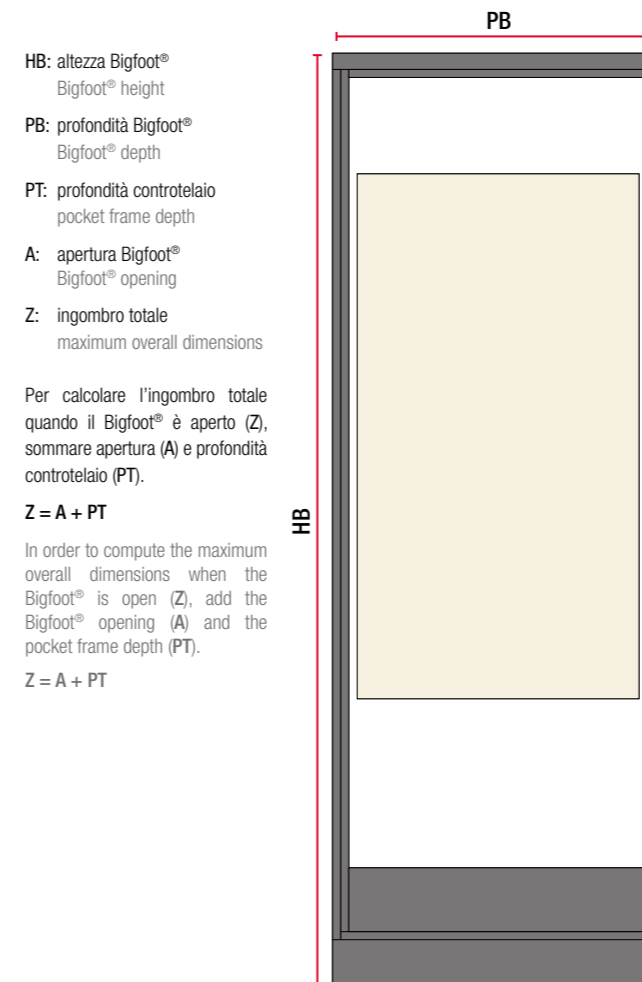 PB
HB: altezza Bigfoot®
Bigfoot® height
PB: profondità Bigfoot®
Bigfoot® depth
PT: profondità controtelaio
pocket frame depth
A: apertura Bigfoot®
Bigfoot® opening
Z: ingombro totale
maximum overall dimensions
Per calcolare l’ingombro totale
quando il Bigfoot® è aperto (Z),
sommare apertura (A) e profondità
controtelaio (PT).
Z = A + PT
HB
In order to compute the maximum
overall dimensions when the
Bigfoot® is open (Z), add the
Bigfoot® opening (A) and the
pocket frame depth (PT).
Z = A + PT